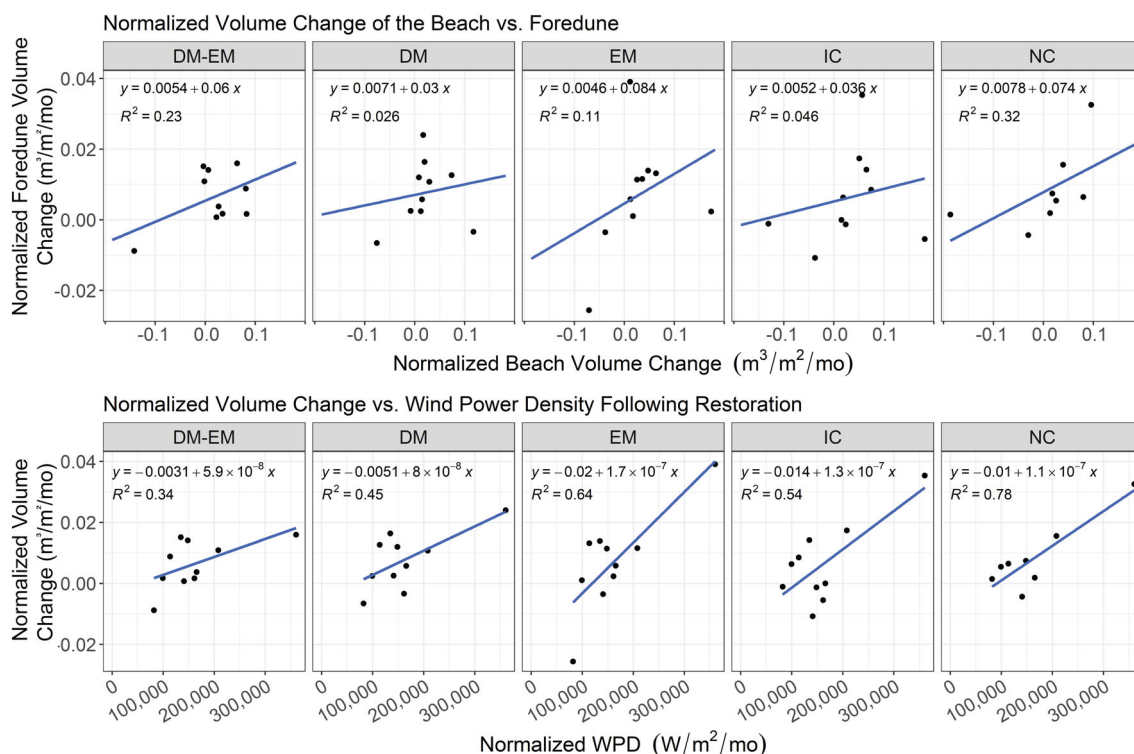 Normalized Volume Change of the Beach vs. Foredune
DM-EM DM EM IC NC
y = 0.0054 + 0.06 x y = 0.0071 + 0.03 x y = 0.0046 + 0.084 x y = 0.0052 + 0.036 x y = 0.0078 + 0.074 x
R² = 0.23 R² = 0.026 R² = 0.11 R² = 0.046 R² = 0.32
Normalized Foredune Volume
Change (m³/m²/mo)
0.04
0.02
0.00
-0.02
-0.1 0.0 0.1 -0.1 0.0 0.1 -0.1 0.0 0.1 -0.1 0.0 0.1 -0.1 0.0 0.1
Normalized Beach Volume Change (m³/m²/mo)
Normalized Volume Change vs. Wind Power Density Following Restoration
DM-EM DM EM IC NC
y = −0.0031 + 5.9 × 10⁻⁸ x y = −0.0051 + 8 × 10⁻⁸ x y = −0.02 + 1.7 × 10⁻⁷ x y = −0.014 + 1.3 × 10⁻⁷ x y = −0.01 + 1.1 × 10⁻⁷ x
R² = 0.34 R² = 0.45 R² = 0.64 R² = 0.54 R² = 0.78
Normalized Volume
Change (m³/m²/mo)
0.04
0.02
0.00
-0.02
0 100,000 200,000 300,000 0 100,000 200,000 300,000 0 100,000 200,000 300,000 0 100,000 200,000 300,000 0 100,000 200,000 300,000
Normalized WPD (W/m²/mo)